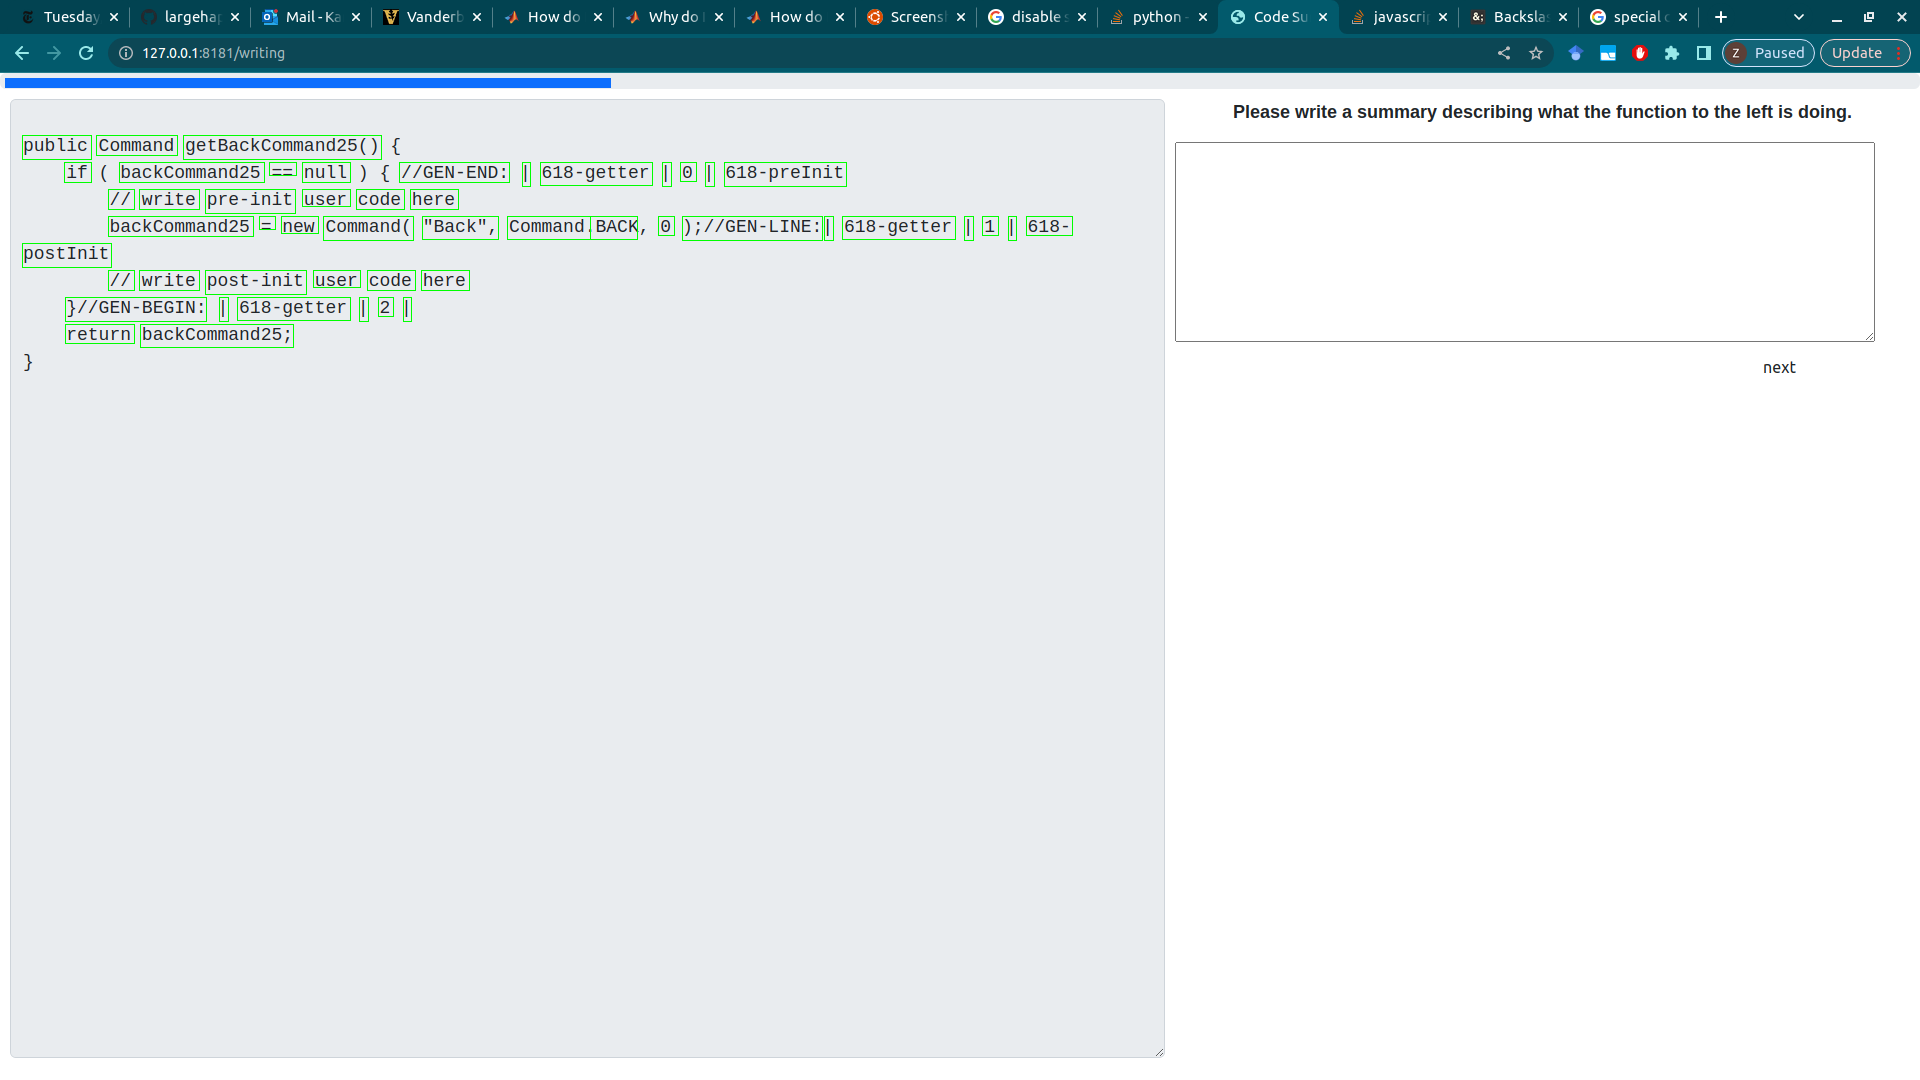 Tuesday largehap Mail - Ka Vanderb How do Why do How do Screensh disable s python - Code Su javascrip Backslas special c
127.0.0.1:8181/writing Z Paused Update
Please write a summary describing what the function to the left is doing.
public Command getBackCommand25() {
if ( backCommand25 == null ) { //GEN-END: | 618-getter | 0 | 618-preInit
// write pre-init user code here
backCommand25 = new Command( "Back", Command.BACK, 0 );//GEN-LINE:| 618-getter | 1 | 618-
postInit
// write post-init user code here
}//GEN-BEGIN: | 618-getter | 2 |
return backCommand25;
}
next